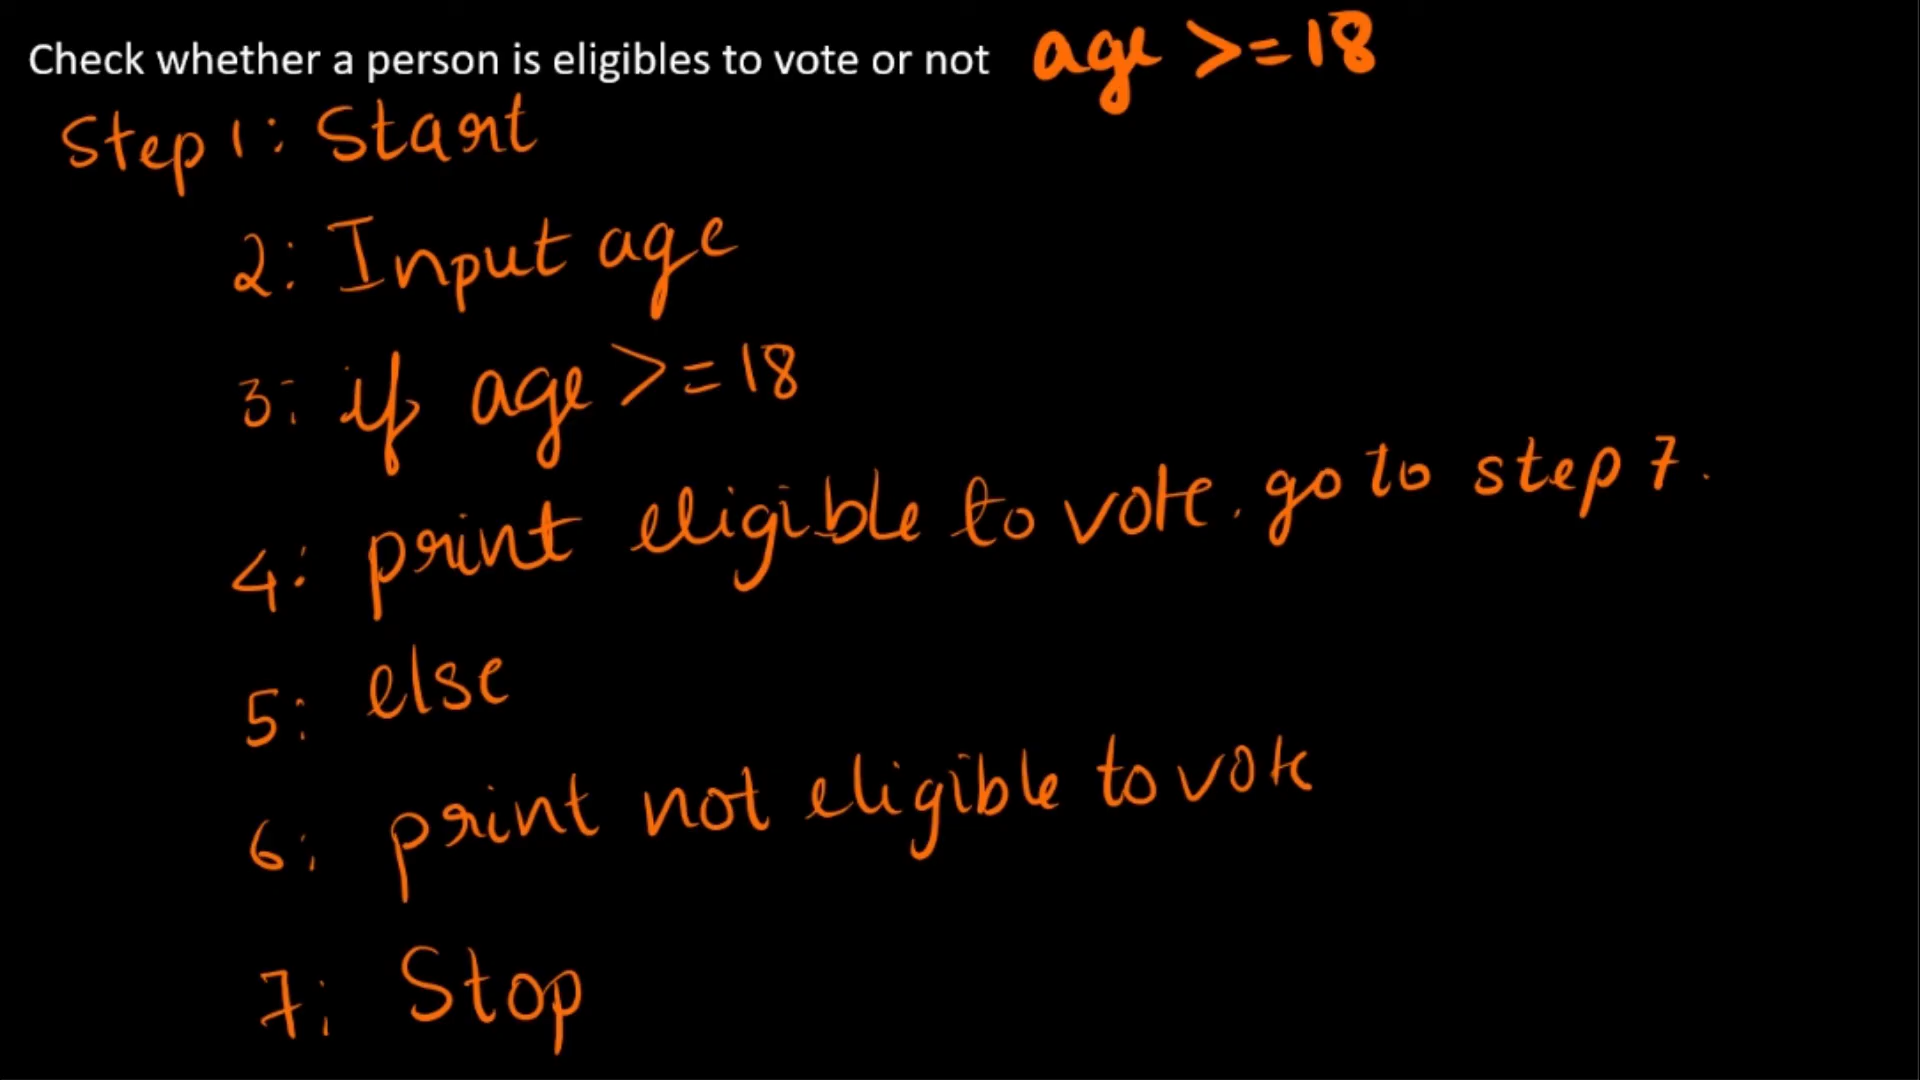 Check whether a person is eligibles to vote or not age >=18
Step 1: Start
2: Input age
3: if age >=18
4: print eligible to vote. go to step 7.
5: else
6: print not eligible to vote
7: Stop